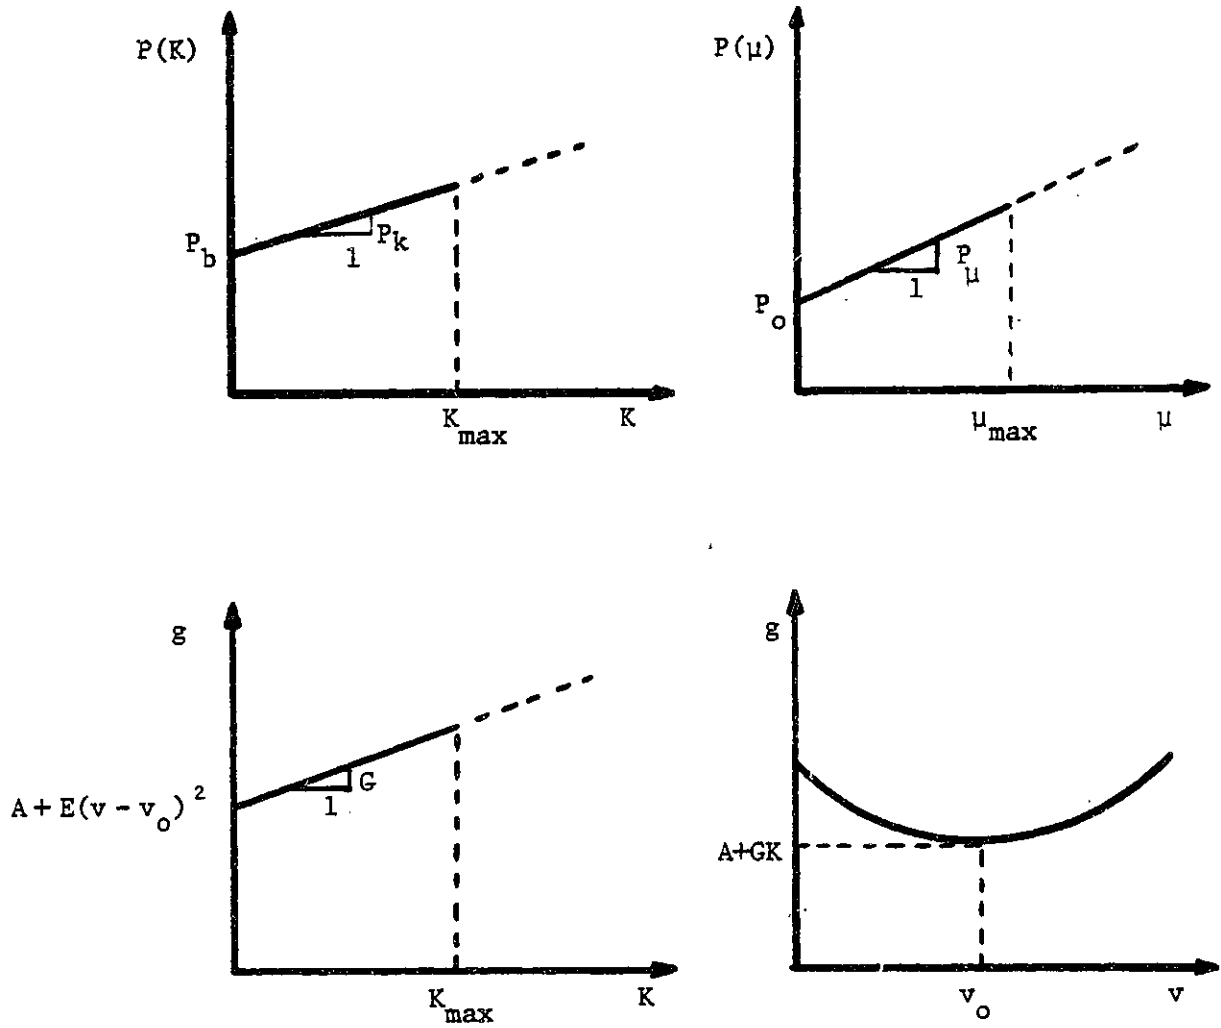 P(K)
P_b
P_k
1
K_max
K
P(μ)
P_o
P_μ
1
μ_max
μ
g
A + E(v - v_o)²
G
1
K_max
K
g
A+GK
v_o
v